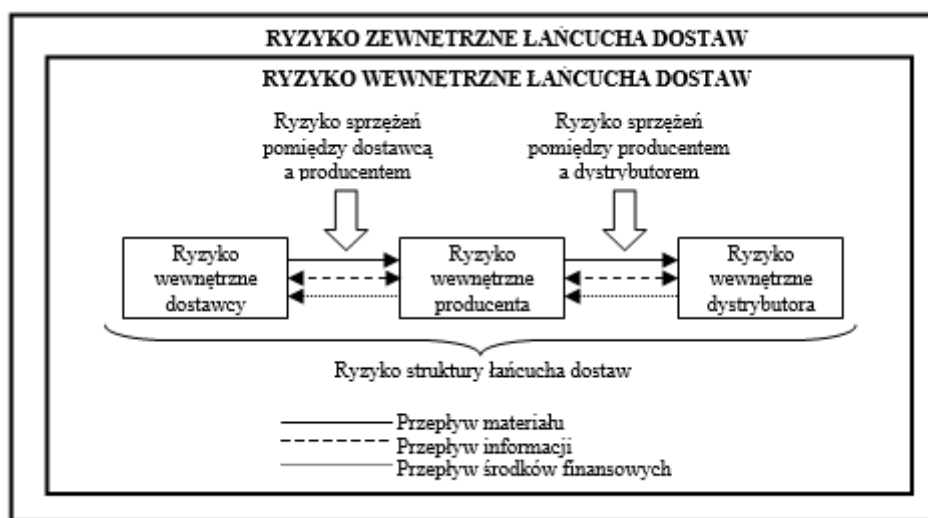 RYZYKO ZEWNĘTRZNE ŁAŃCUCHA DOSTAW
RYZYKO WEWNĘTRZNE ŁAŃCUCHA DOSTAW
Ryzyko sprzężeń
pomiędzy dostawcą
a producentem
Ryzyko sprzężeń
pomiędzy producentem
a dystrybutorem
Ryzyko
wewnętrzne
dostawcy
Ryzyko
wewnętrzne
producenta
Ryzyko
wewnętrzne
dystrybutora
Ryzyko struktury łańcucha dostaw
Przepływ materiału
Przepływ informacji
Przepływ środków finansowych